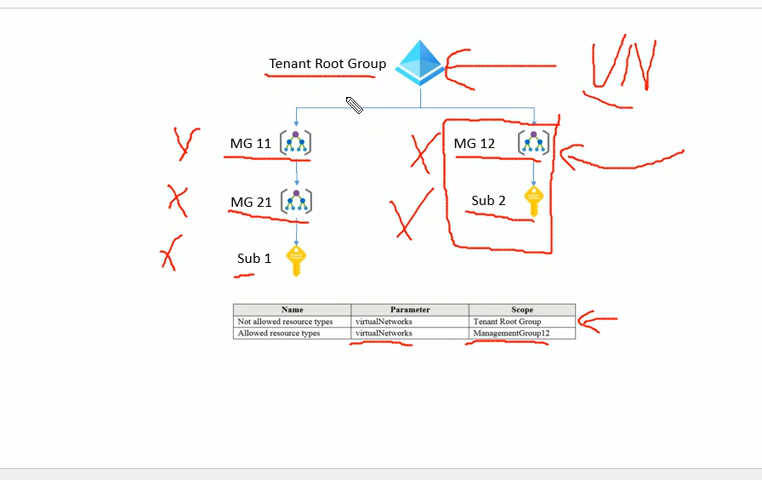 Tenant Root Group
VN
MG 11
MG 12
MG 21
Sub 2
Sub 1
Name Parameter Scope
Not allowed resource types virtualNetworks Tenant Root Group
Allowed resource types virtualNetworks ManagementGroup12